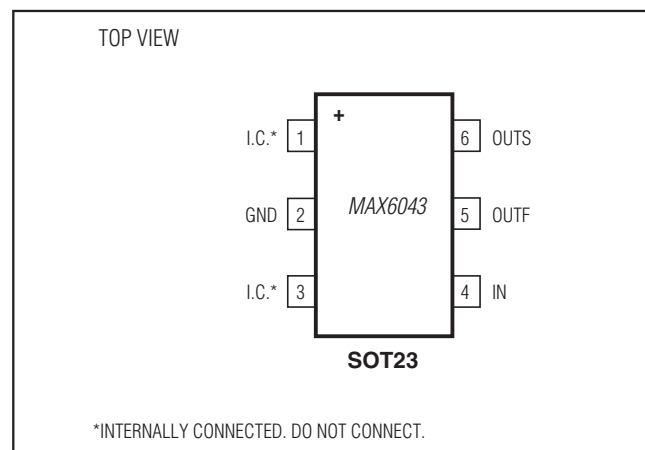 TOP VIEW
+
I.C.* 1
6 OUTS
GND 2
MAX6043
5 OUTF
I.C.* 3
4 IN
SOT23
*INTERNALLY CONNECTED. DO NOT CONNECT.